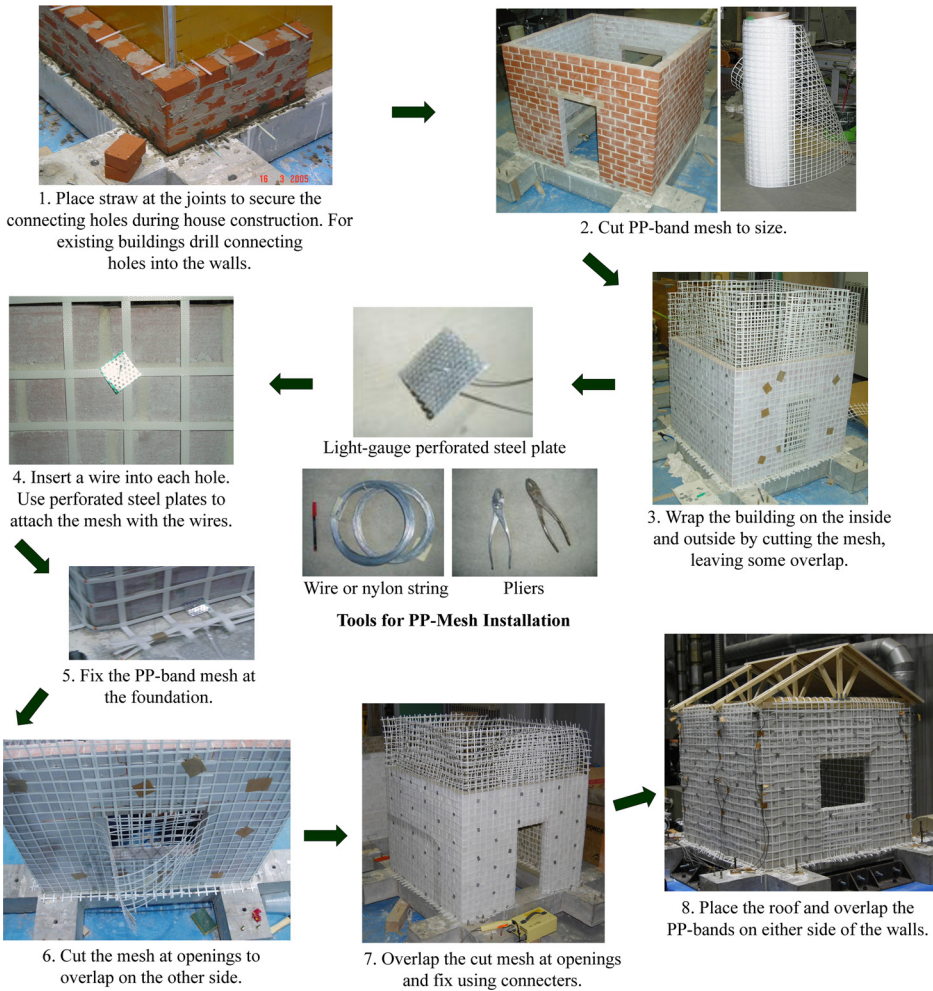 16 3 2005
1. Place straw at the joints to secure the
connecting holes during house construction. For
existing buildings drill connecting
holes into the walls.
2. Cut PP-band mesh to size.
3. Wrap the building on the inside
and outside by cutting the mesh,
leaving some overlap.
Light-gauge perforated steel plate
Wire or nylon string
Pliers
Tools for PP-Mesh Installation
4. Insert a wire into each hole.
Use perforated steel plates to
attach the mesh with the wires.
5. Fix the PP-band mesh at
the foundation.
6. Cut the mesh at openings to
overlap on the other side.
7. Overlap the cut mesh at openings
and fix using connecters.
8. Place the roof and overlap the
PP-bands on either side of the walls.